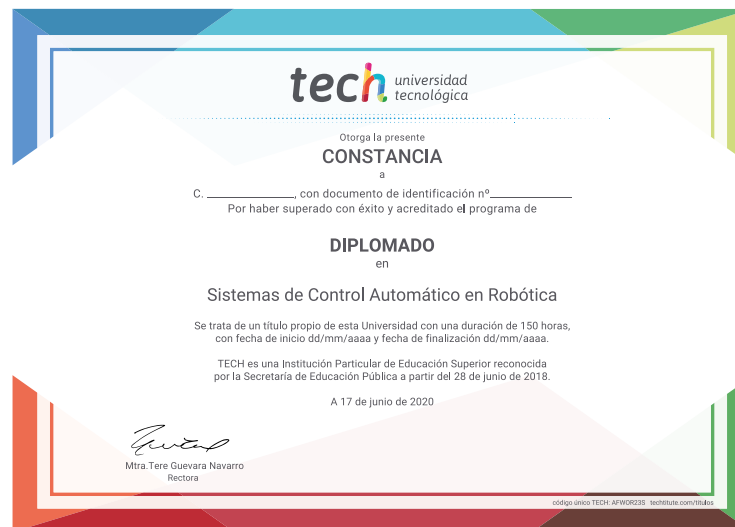 tech universidad
tecnológica
Otorga la presente
CONSTANCIA
a
C. ________________, con documento de identificación nº______________
Por haber superado con éxito y acreditado el programa de
DIPLOMADO
en
Sistemas de Control Automático en Robótica
Se trata de un título propio de esta Universidad con una duración de 150 horas,
con fecha de inicio dd/mm/aaaa y fecha de finalización dd/mm/aaaa.
TECH es una Institución Particular de Educación Superior reconocida
por la Secretaría de Educación Pública a partir del 28 de junio de 2018.
A 17 de junio de 2020
Mtra.Tere Guevara Navarro
Rectora
código único TECH: AFWOR23S techtitute.com/titulos